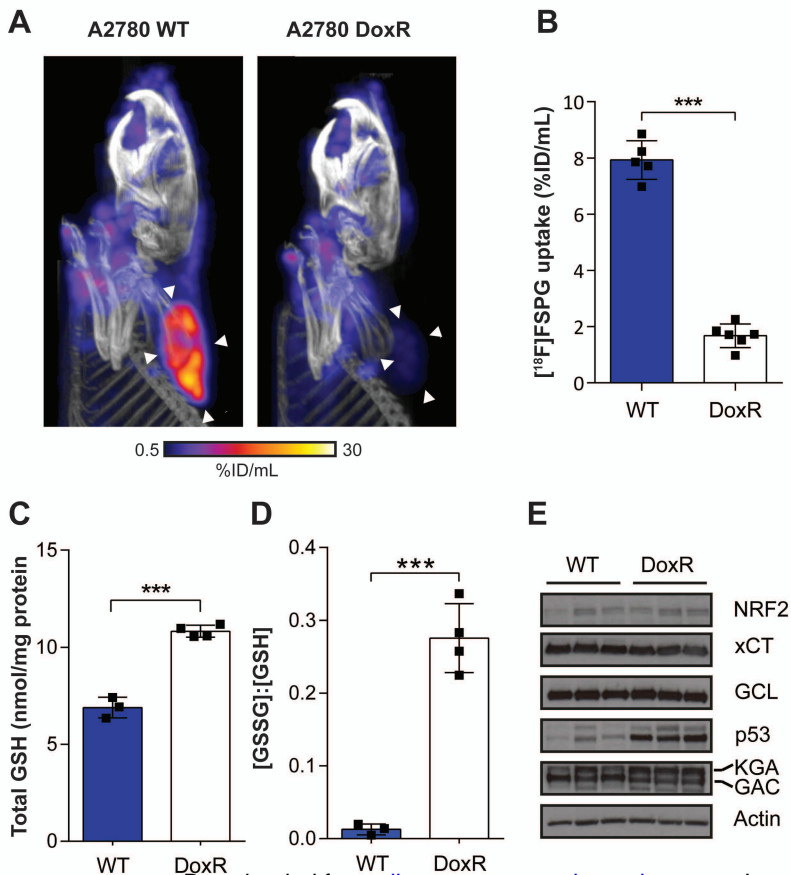 A
A2780 WT
A2780 DoxR
0.5
30
%ID/mL
B
[¹⁸F]FSPG uptake (%ID/mL)
10
8
6
4
2
0
***
WT
DoxR
C
Total GSH (nmol/mg protein
15
10
5
0
***
WT
DoxR
D
[GSSG]:[GSH]
0.4
0.3
0.2
0.1
0.0
***
WT
DoxR
E
WT
DoxR
NRF2
xCT
GCL
p53
KGA
GAC
Actin